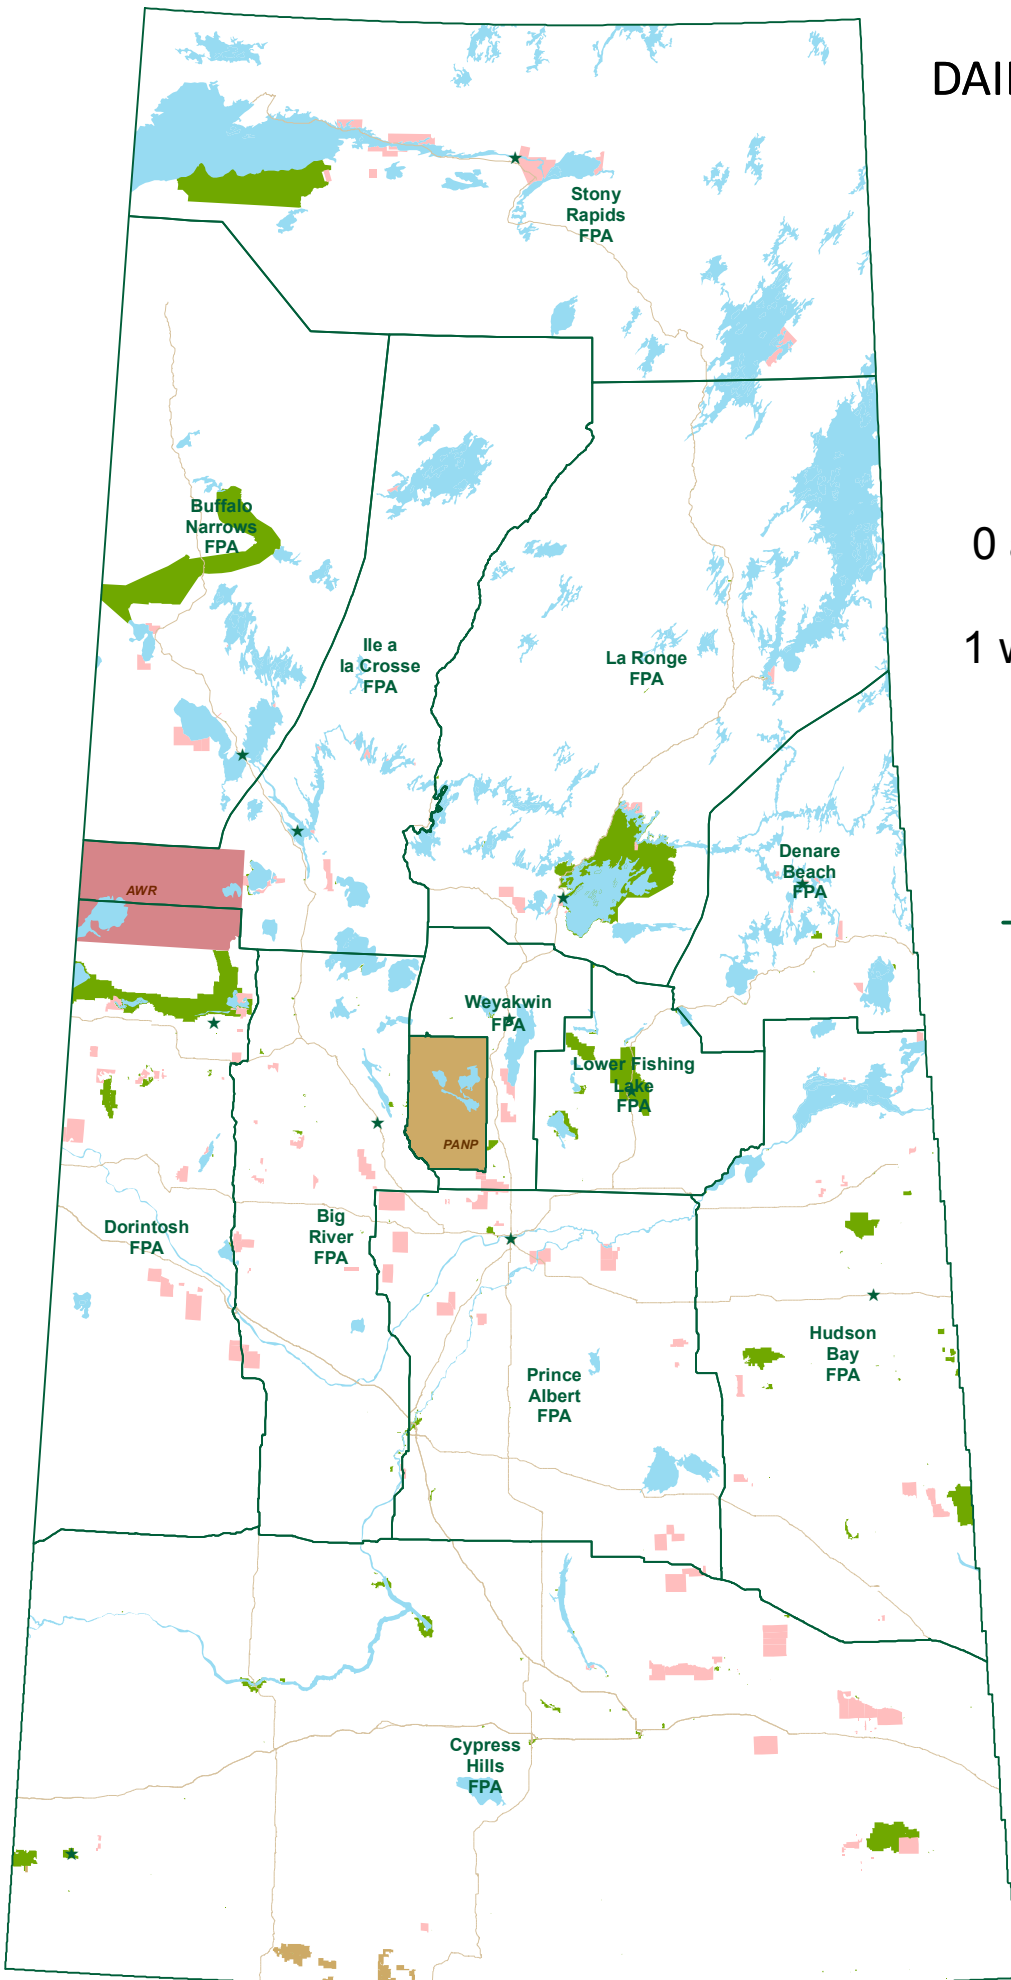 DAI
Stony
Rapids
FPA
Buffalo
Narrows
FPA
0
Ile a
la Crosse
FPA
La Ronge
FPA
1
AWR
Denare
Beach
FPA
Weyakwin
FPA
Lower Fishing
Lake
FPA
PANP
Dorintosh
FPA
Big
River
FPA
Prince
Albert
FPA
Hudson
Bay
FPA
Cypress
Hills
FPA